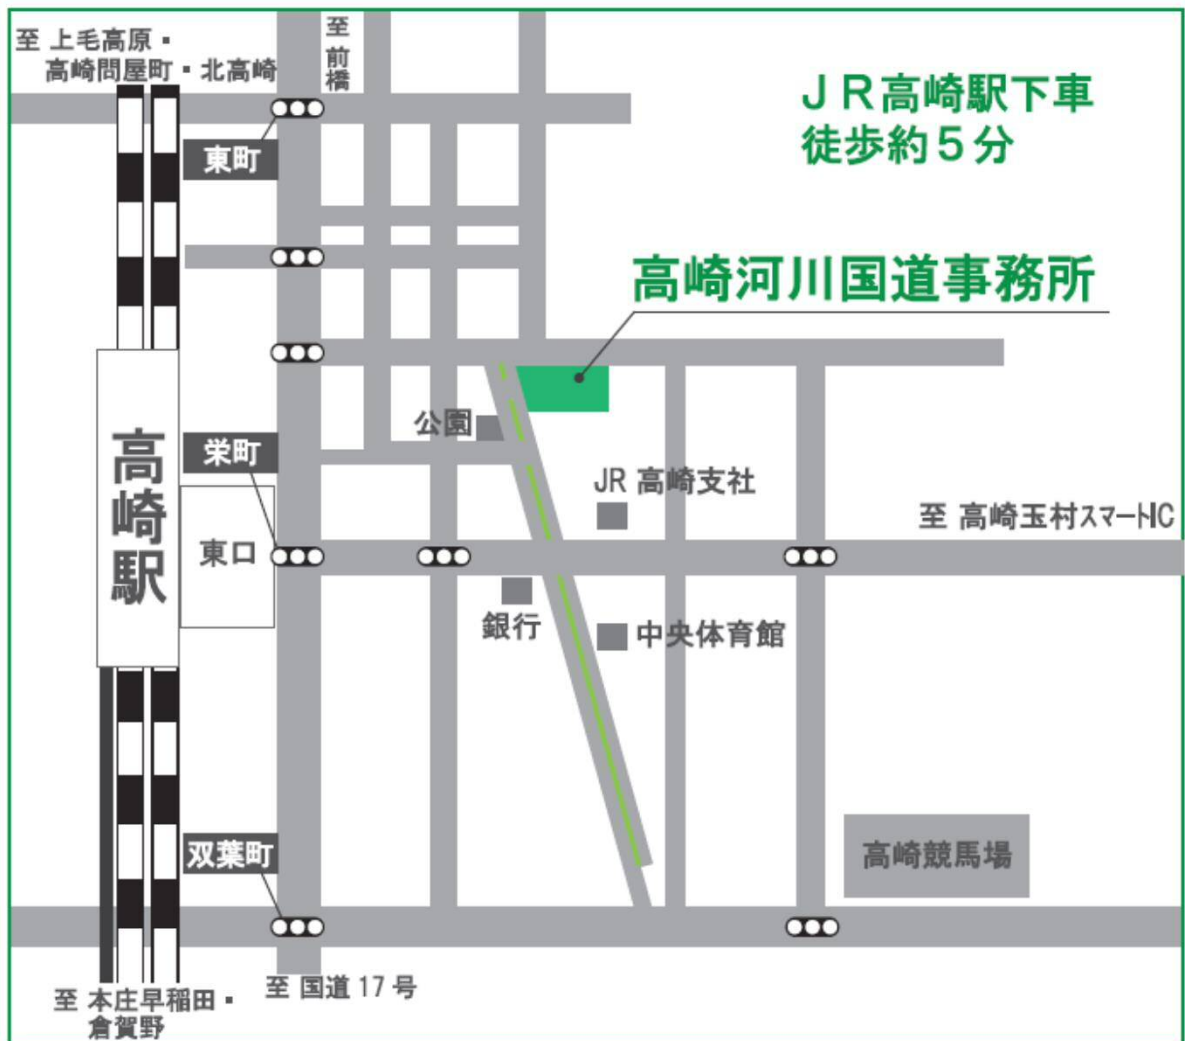 至 上毛高原・
高崎問屋町・北高崎
至前橋
ＪＲ高崎駅下車
徒歩約５分
東町
高崎河川国道事務所
公園
栄町
高崎駅
東口
JR 高崎支社
至 高崎玉村スマートIC
銀行
中央体育館
双葉町
高崎競馬場
至 国道 17 号
至 本庄早稲田・
倉賀野